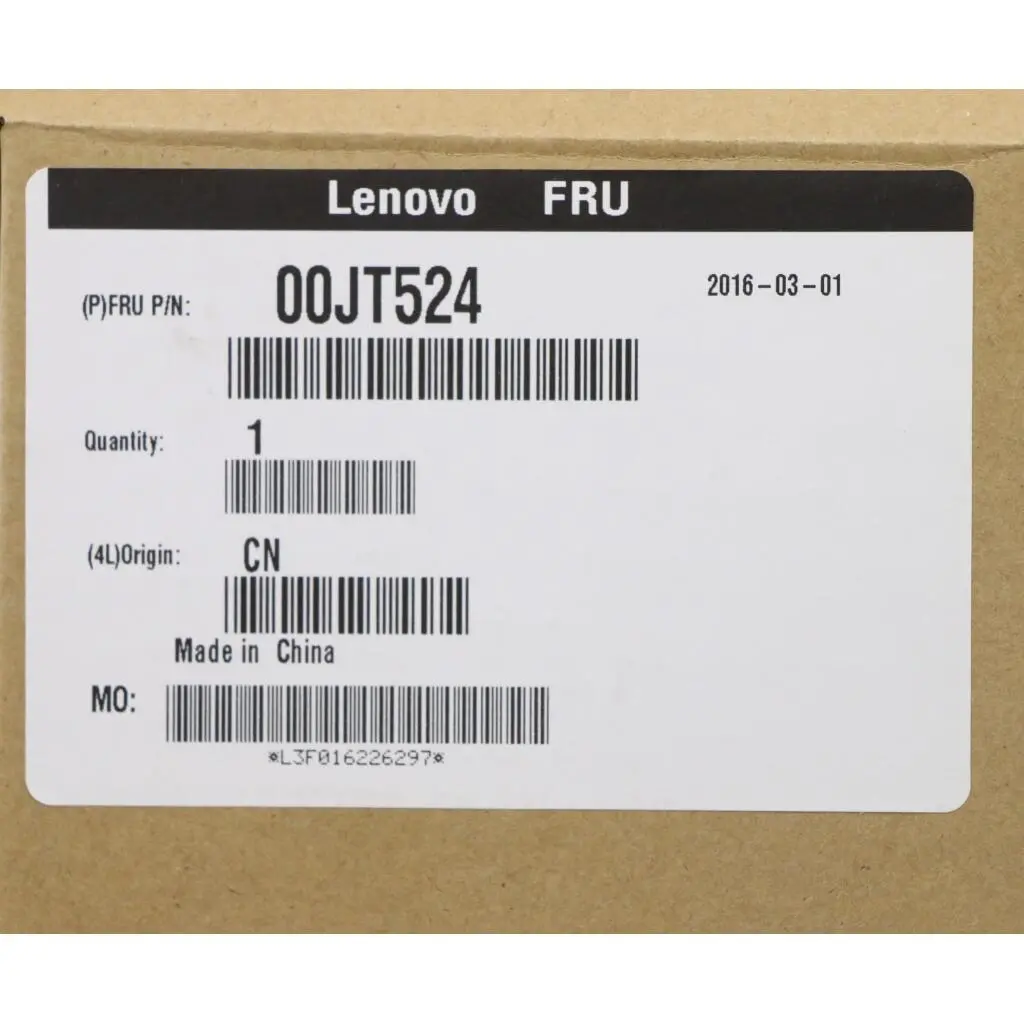 Lenovo FRU
(P)FRU P/N: 00JT524 2016-03-01
Quantity: 1
(4L)Origin: CN
Made in China
MO:
*L3F016226297*